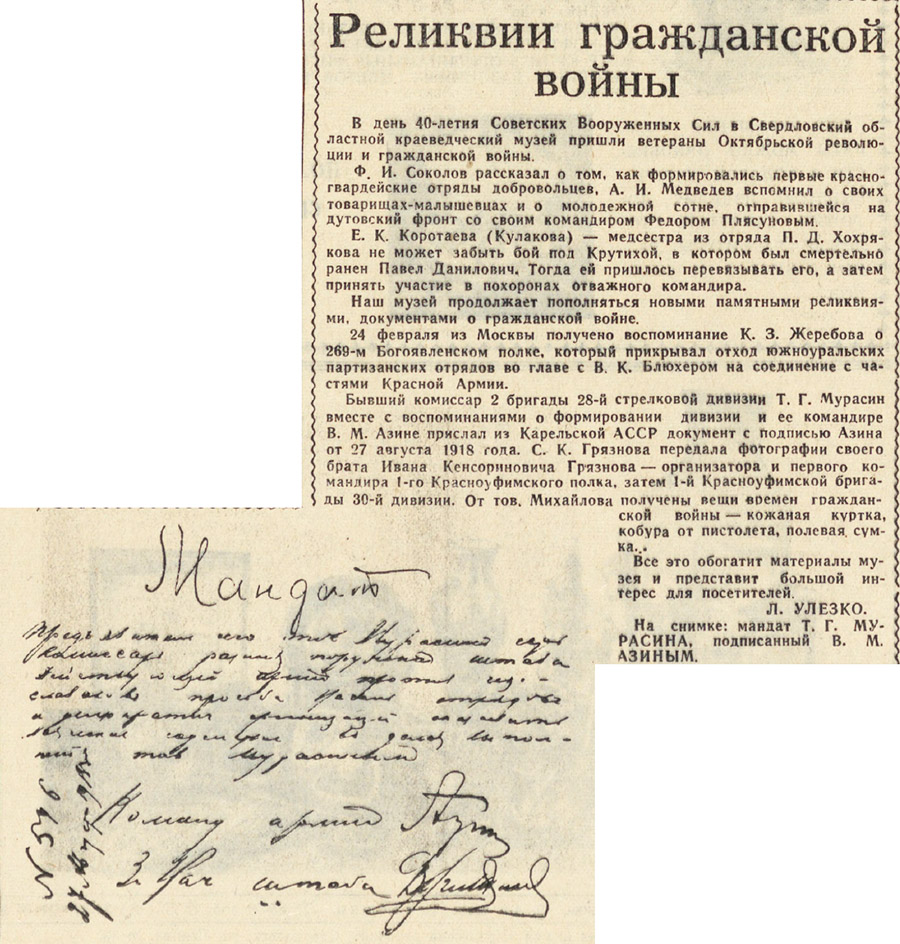 Реликвии гражданской
войны
В день 40-летия Советских Вооруженных Сил в Свердловский об-
ластной краеведческий музей пришли ветераны Октябрьской револю-
ции и гражданской войны.
Ф. И. Соколов рассказал о том, как формировались первые красно-
гвардейские отряды добровольцев, А. И. Медведев вспомнил о своих
товарищах-малышевцах и о молодежной сотне, отправившейся на
дутовский фронт со своим командиром Федором Плясуновым.
Е. К. Коротаева (Кулакова) — медсестра из отряда П. Д. Хохря-
кова не может забыть бой под Крутихой, в котором был смертельно
ранен Павел Данилович. Тогда ей пришлось перевязывать его, а затем
принять участие в похоронах отважного командира.
Наш музей продолжает пополняться новыми памятными реликвия-
ми, документами о гражданской войне.
24 февраля из Москвы получено воспоминание К. З. Жеребова о
269-м Богоявленском полке, который прикрывал отход южноуральских
партизанских отрядов во главе с В. К. Блюхером на соединение с ча-
стями Красной Армии.
Бывший комиссар 2 бригады 28-й стрелковой дивизии Т. Г. Мурасин
вместе с воспоминаниями о формировании дивизии и ее командире
В. М. Азине прислал из Карельской АССР документ с подписью Азина
от 27 августа 1918 года. С. К. Грязнова передала фотографии своего
брата Ивана Кенсориновича Грязнова — организатора и первого ко-
мандира 1-го Красноуфимского полка, затем 1-й Красноуфимской брига-
ды 30-й дивизии. От тов. Михайлова получены вещи времен граждан-
ской войны — кожаная куртка,
кобура от пистолета, полевая сум-
ка..
Все это обогатит материалы му-
зея и представит большой ин-
терес для посетителей.
Л. УЛЕЗКО.
На снимке: мандат Т. Г. МУ-
РАСИНА, подписанный В. М.
АЗИНЫМ.
Мандат
тов
комиссару штаба
тов
Команд
штаба